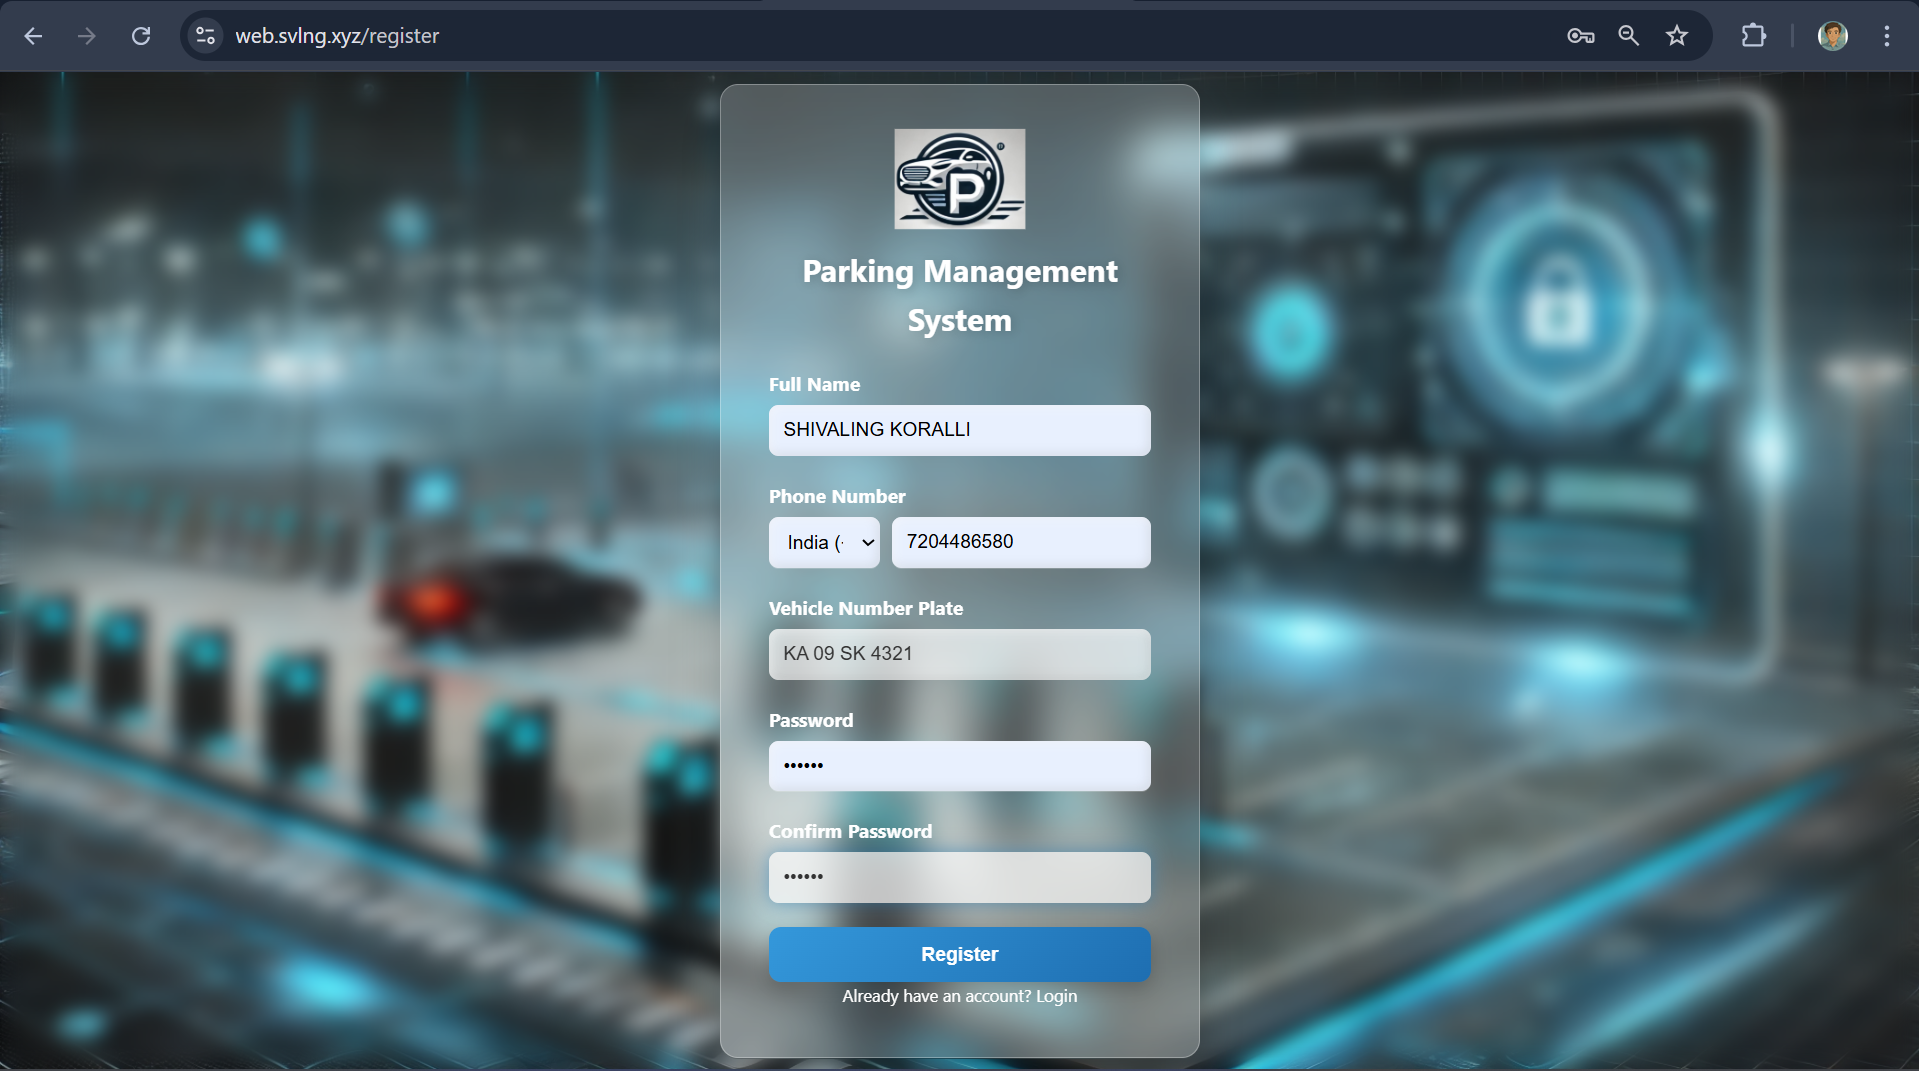 web.svlng.xyz/register
P
Parking Management
System
Full Name
SHIVALING KORALLI
Phone Number
India (
7204486580
Vehicle Number Plate
KA 09 SK 4321
Password
••••••
Confirm Password
••••••
Register
Already have an account? Login